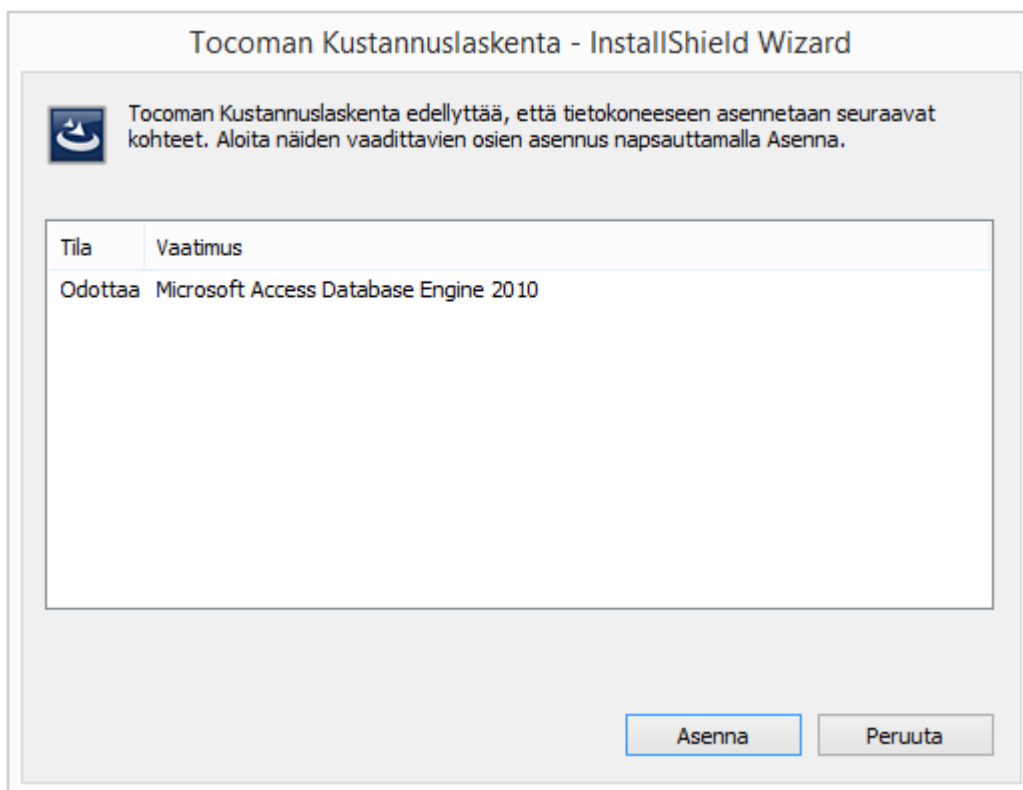 Tocoman Kustannuslaskenta - InstallShield Wizard
Tocoman Kustannuslaskenta edellyttää, että tietokoneeseen asennetaan seuraavat
kohteet. Aloita näiden vaadittavien osien asennus napsauttamalla Asenna.
Tila Vaatimus
Odottaa Microsoft Access Database Engine 2010
Asenna Peruuta